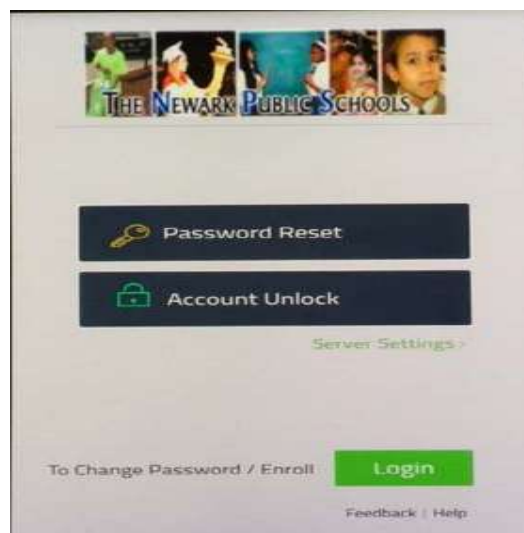 THE NEWARK PUBLIC SCHOOLS
Password Reset
Account Unlock
Server Settings >
To Change Password / Enroll Login
Feedback | Help